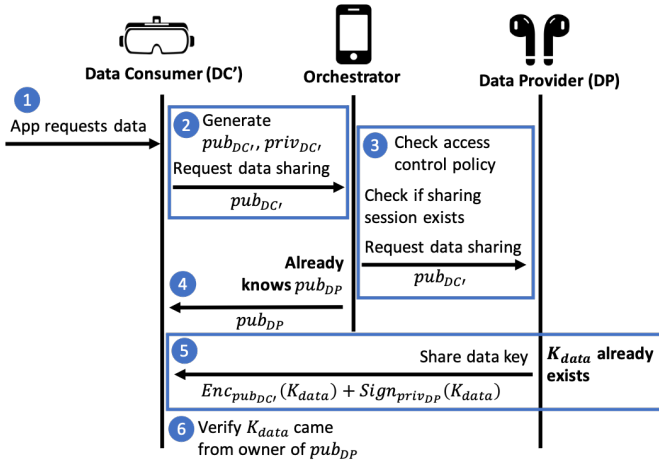 Data Consumer (DC')
Orchestrator
Data Provider (DP)
1
App requests data
2
Generate
pub_DC', priv_DC'
Request data sharing
pub_DC'
3
Check access
control policy
Check if sharing
session exists
Request data sharing
pub_DC'
4
Already
knows pub_DP
pub_DP
5
Share data key
K_data already
exists
Enc_pub_DC'(K_data) + Sign_priv_DP(K_data)
6
Verify K_data came
from owner of pub_DP